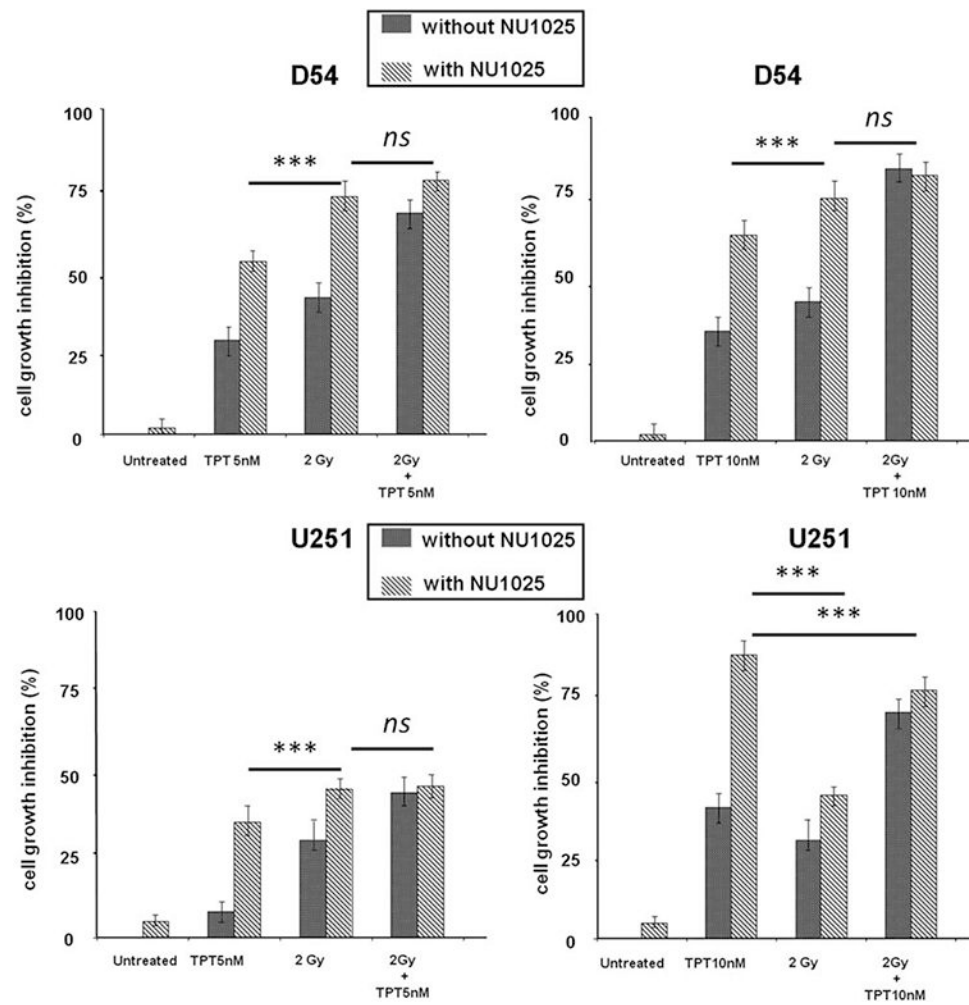 without NU1025
with NU1025
D54
D54
cell growth inhibition (%)
100
75
50
25
0
***
ns
Untreated
TPT 5nM
2 Gy
2Gy
+
TPT 5nM
cell growth inhibition (%)
100
75
50
25
0
***
ns
Untreated
TPT 10nM
2 Gy
2Gy
+
TPT 10nM
without NU1025
with NU1025
U251
U251
cell growth inhibition (%)
100
75
50
25
0
***
ns
Untreated
TPT5nM
2 Gy
2Gy
+
TPT5nM
cell growth inhibition (%)
100
75
50
25
0
***
***
Untreated
TPT10nM
2 Gy
2Gy
+
TPT10nM